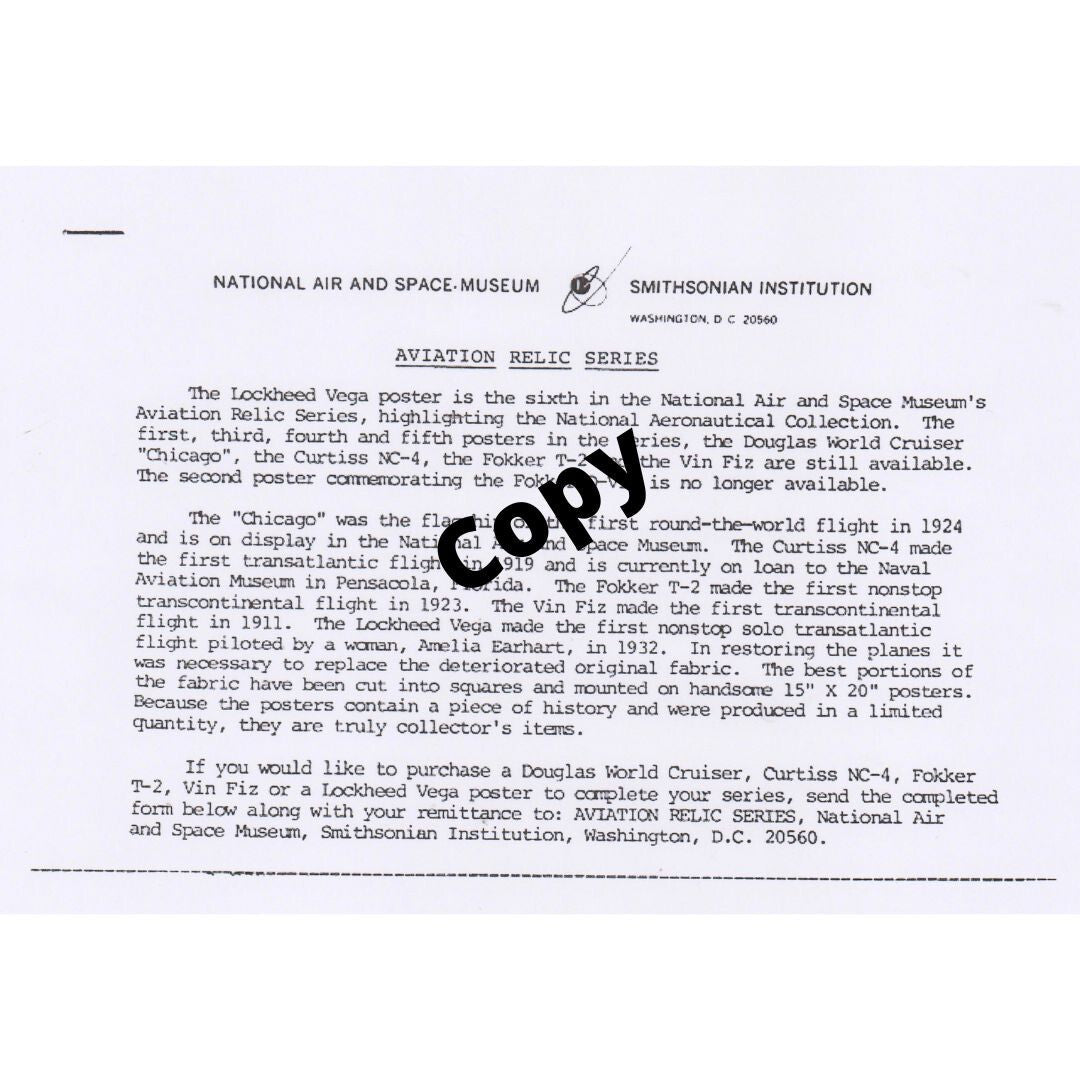 NATIONAL AIR AND SPACE·MUSEUM SMITHSONIAN INSTITUTION
WASHINGTON, D C 20560
AVIATION RELIC SERIES
The Lockheed Vega poster is the sixth in the National Air and Space Museum's
Aviation Relic Series, highlighting the National Aeronautical Collection. The
first, third, fourth and fifth posters in the series, the Douglas World Cruiser
"Chicago", the Curtiss NC-4, the Fokker T-2 and the Vin Fiz are still available.
The second poster commemorating the Fokker D-VII is no longer available.
The "Chicago" was the flagship of the first round-the-world flight in 1924
and is on display in the National Air and Space Museum. The Curtiss NC-4 made
the first transatlantic flight in 1919 and is currently on loan to the Naval
Aviation Museum in Pensacola, Florida. The Fokker T-2 made the first nonstop
transcontinental flight in 1923. The Vin Fiz made the first transcontinental
flight in 1911. The Lockheed Vega made the first nonstop solo transatlantic
flight piloted by a woman, Amelia Earhart, in 1932. In restoring the planes it
was necessary to replace the deteriorated original fabric. The best portions of
the fabric have been cut into squares and mounted on handsome 15" X 20" posters.
Because the posters contain a piece of history and were produced in a limited
quantity, they are truly collector's items.
If you would like to purchase a Douglas World Cruiser, Curtiss NC-4, Fokker
T-2, Vin Fiz or a Lockheed Vega poster to complete your series, send the completed
form below along with your remittance to: AVIATION RELIC SERIES, National Air
and Space Museum, Smithsonian Institution, Washington, D.C. 20560.
Copy